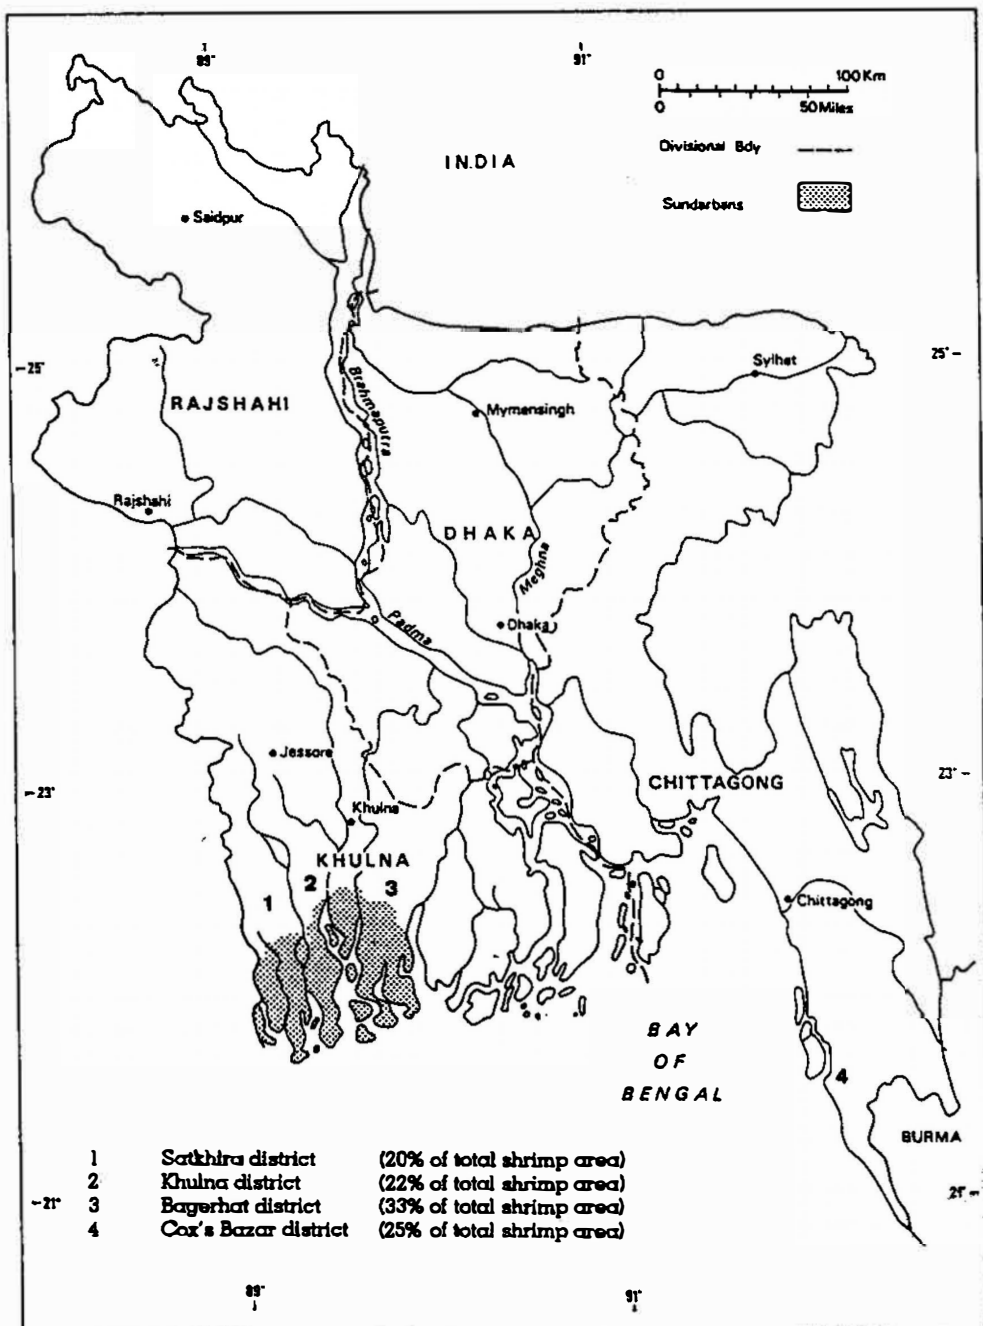 89° 91°
0 100 Km
0 50 Miles
Divisional Bdy
Sundarbans
INDIA
Saidpur
25° 25°
Sylhet
Brahmaputra
RAJSHAHI
Mymensingh
Rajshahi
DHAKA
Meghna
Padma
Dhaka
Jessore
23° 23°
CHITTAGONG
Khulna
KHULNA
1 2 3
Chittagong
BAY
OF
BENGAL
4
BURMA
1 Satkhira district (20% of total shrimp area)
2 Khulna district (22% of total shrimp area)
3 Bagerhat district (33% of total shrimp area)
4 Cox's Bazar district (25% of total shrimp area)
21° 21°
89° 91°